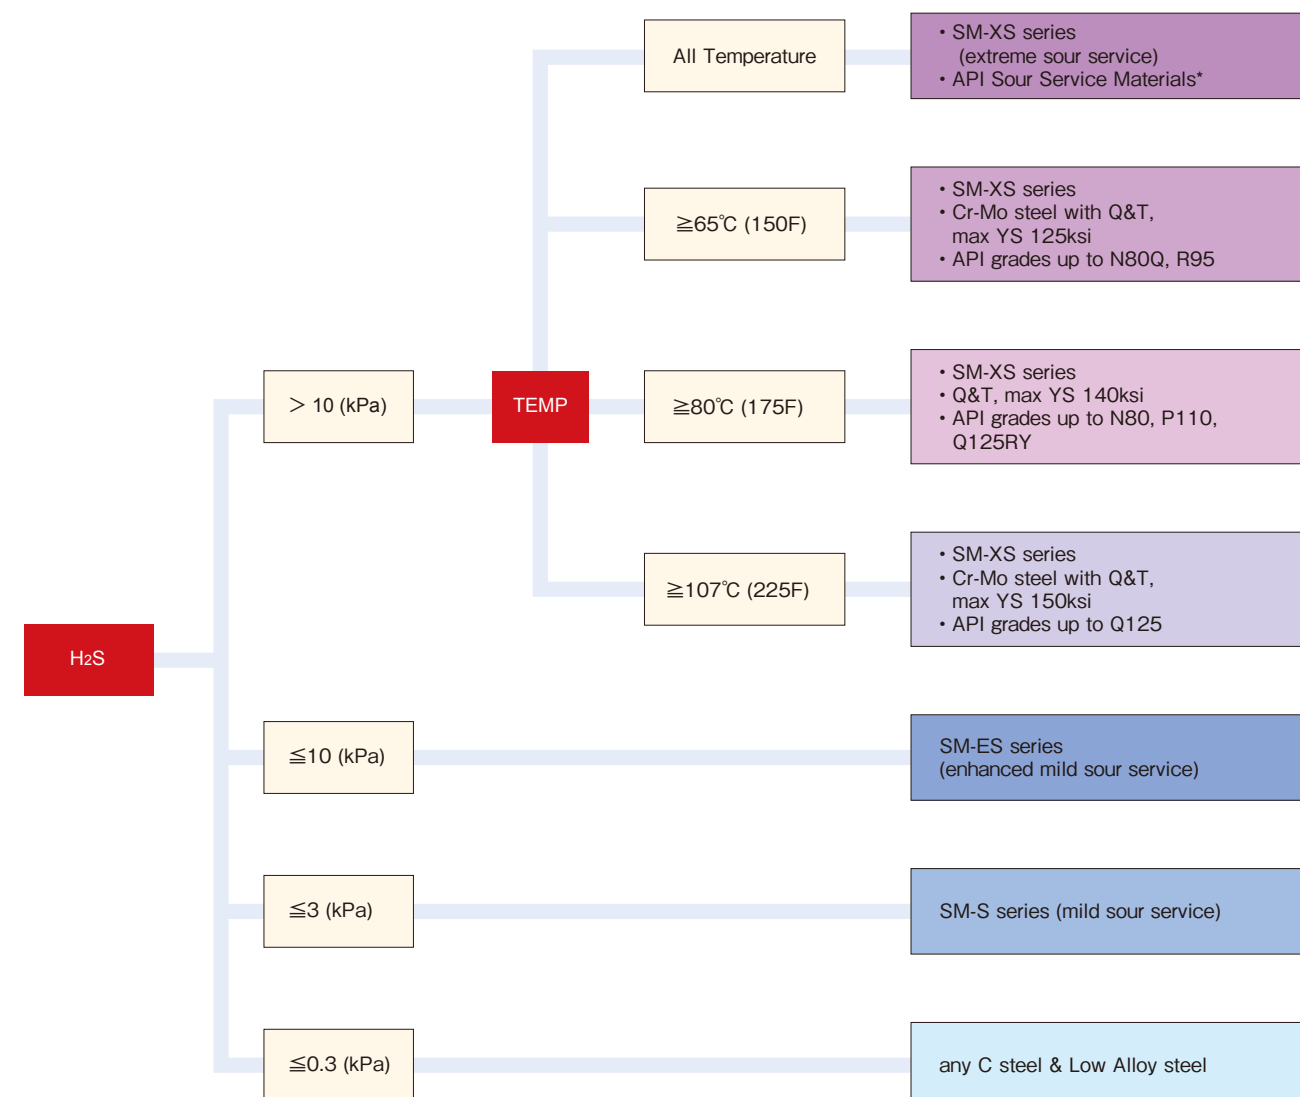 All Temperature
• SM-XS series
(extreme sour service)
• API Sour Service Materials*
≧65℃ (150F)
• SM-XS series
• Cr-Mo steel with Q&T,
max YS 125ksi
• API grades up to N80Q, R95
> 10 (kPa)
TEMP
≧80℃ (175F)
• SM-XS series
• Q&T, max YS 140ksi
• API grades up to N80, P110,
Q125RY
≧107℃ (225F)
• SM-XS series
• Cr-Mo steel with Q&T,
max YS 150ksi
• API grades up to Q125
H2S
≦10 (kPa)
SM-ES series
(enhanced mild sour service)
≦3 (kPa)
SM-S series (mild sour service)
≦0.3 (kPa)
any C steel & Low Alloy steel